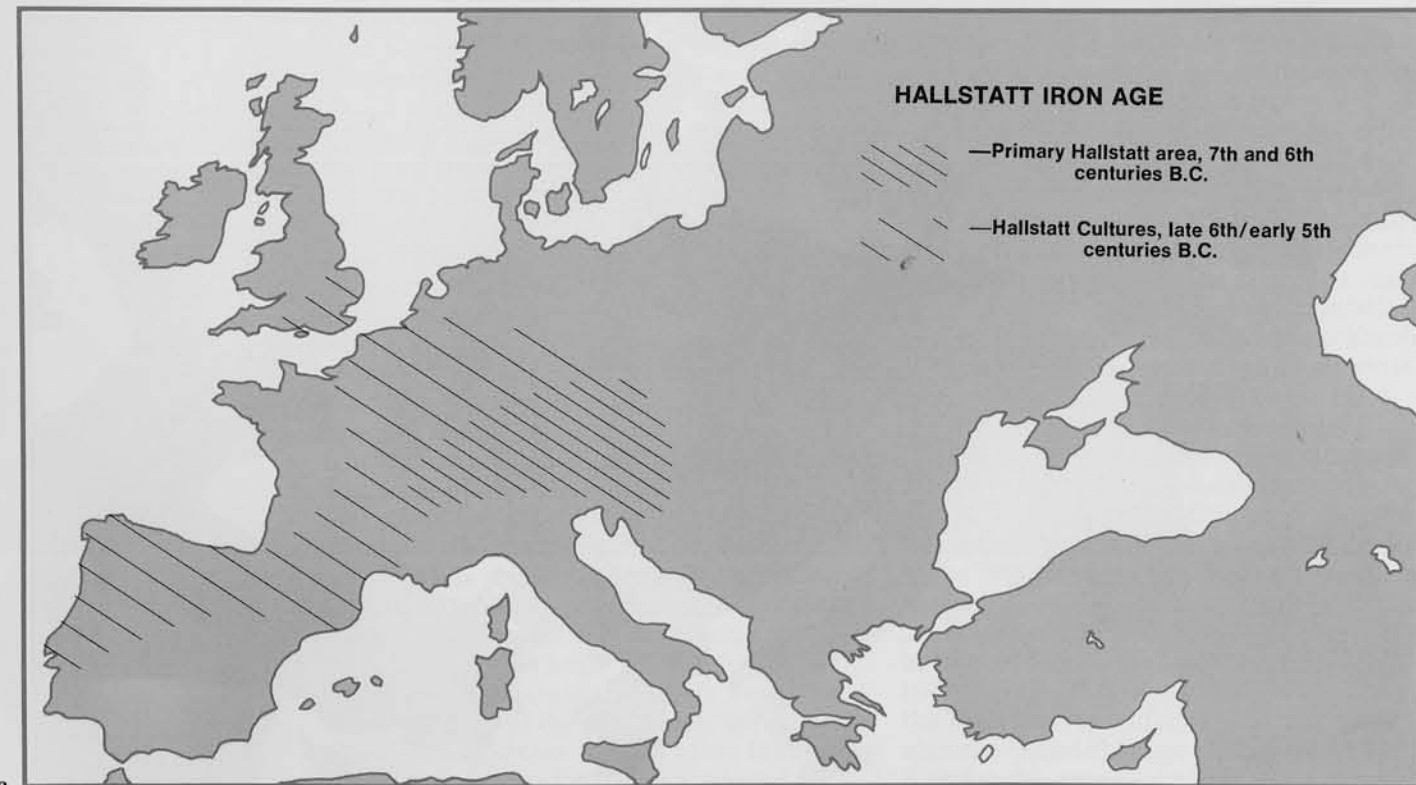 HALLSTATT IRON AGE
—Primary Hallstatt area, 7th and 6th
centuries B.C.
—Hallstatt Cultures, late 6th/early 5th
centuries B.C.